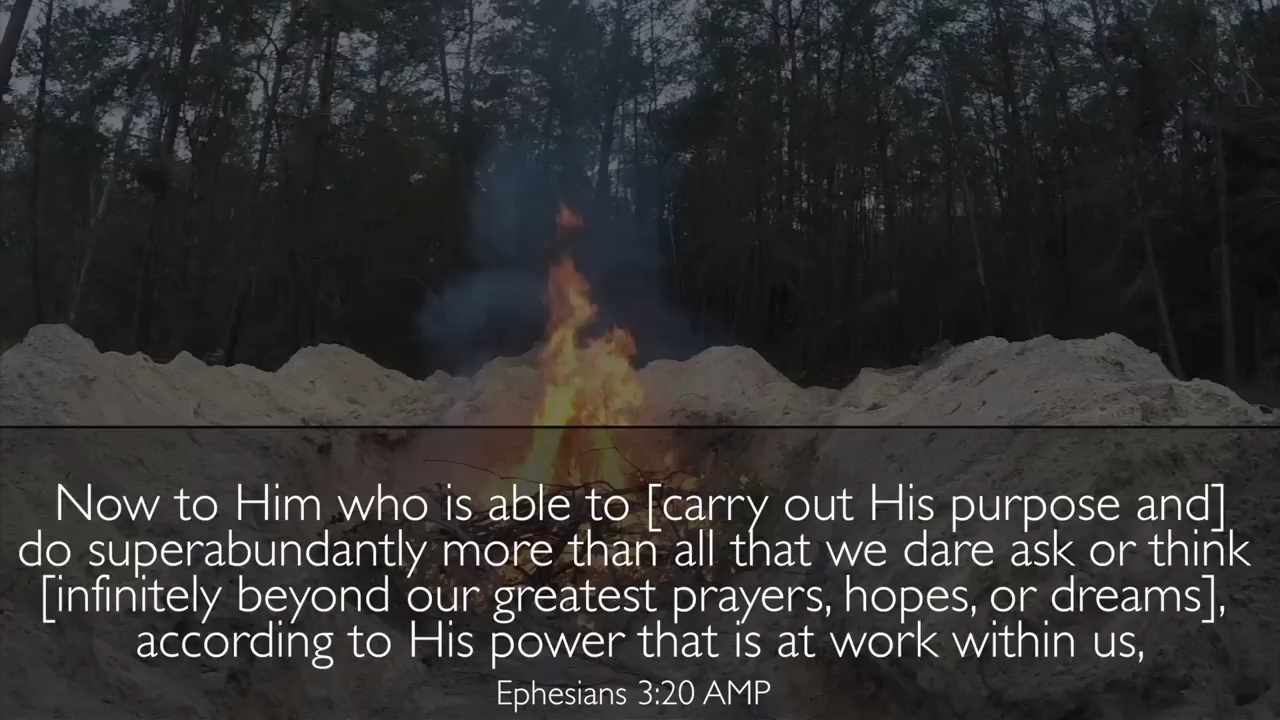 Now to Him who is able to [carry out His purpose and]
do superabundantly more than all that we dare ask or think
[infinitely beyond our greatest prayers, hopes, or dreams],
according to His power that is at work within us,
Ephesians 3:20 AMP